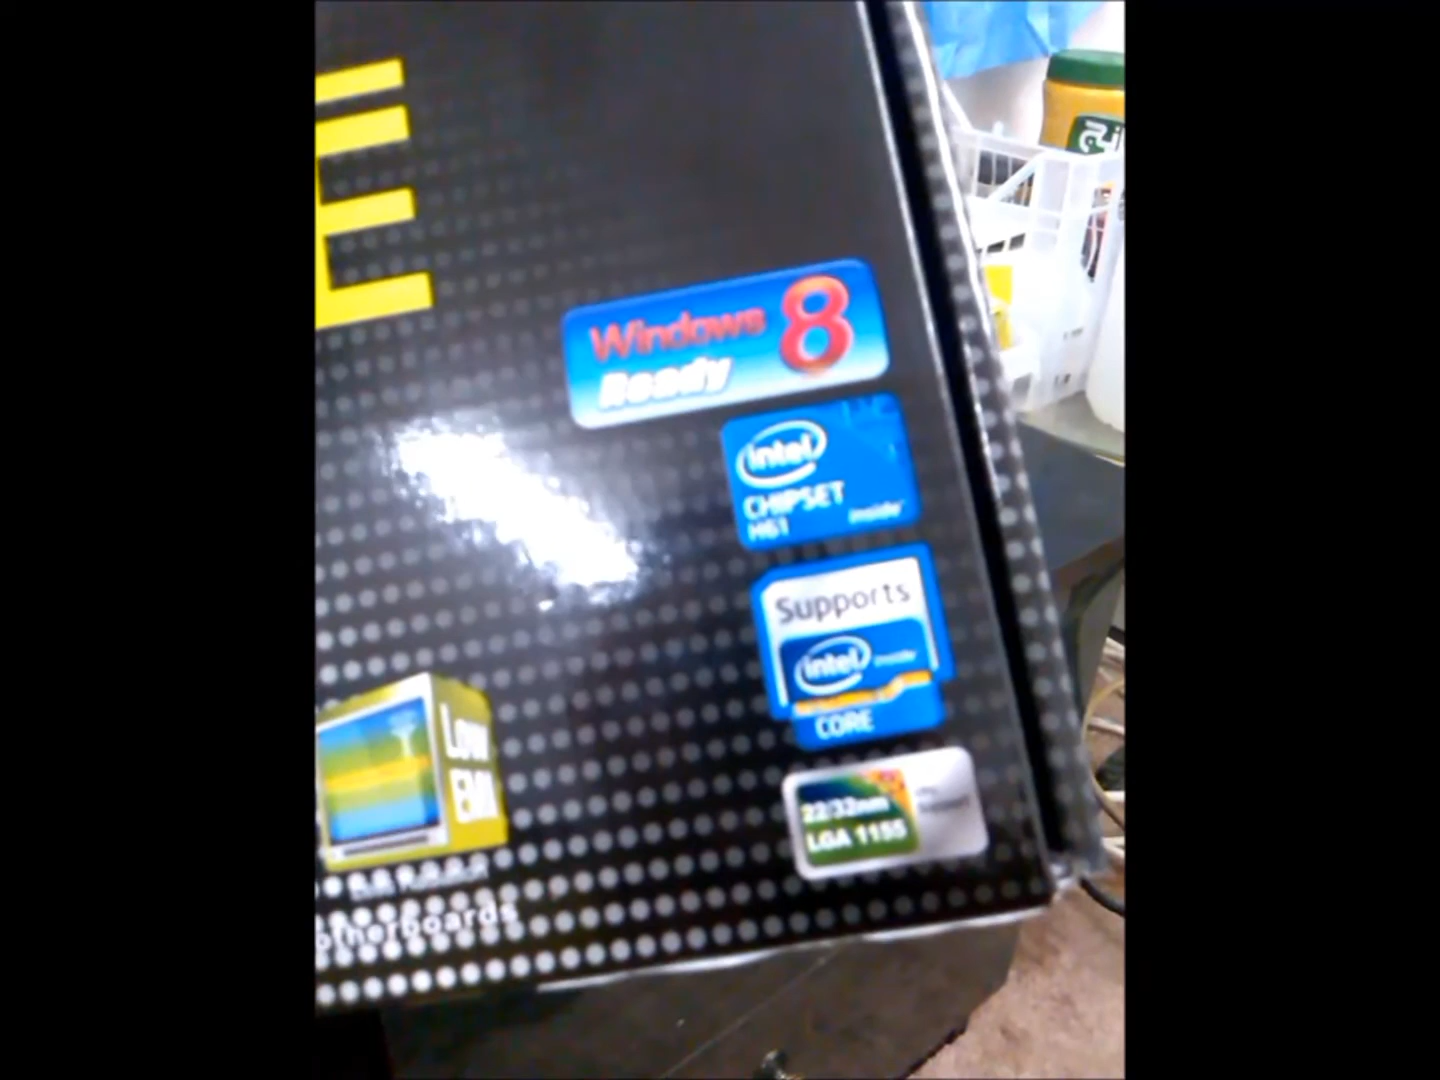 E
Windows 8
Ready
intel
CHIPSET
H61
inside
Supports
intel
inside
CORE
Low
EMI
22/32nm
LGA 1155
otherboards